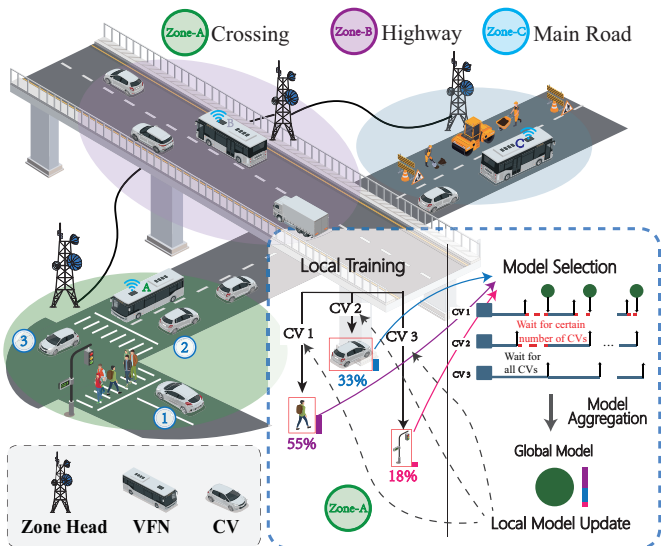 Zone-A Crossing
Zone-B Highway
Zone-C Main Road
C
A
3
2
1
Local Training
CV 1
CV 2
CV 3
33%
55%
18%
Zone-A
Model Selection
CV 1
Wait for certain
number of CVs
CV 2
...
...
Wait for
all CVs
CV 3
Model
Aggregation
Global Model
Local Model Update
Zone Head
VFN
CV